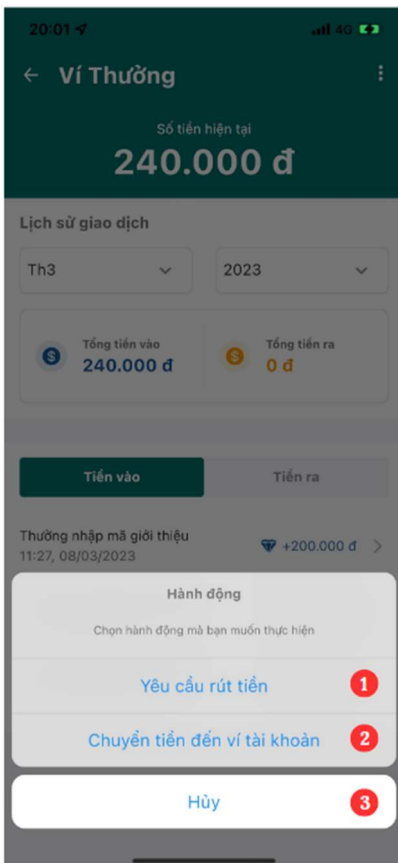 20:01
4G
Ví Thưởng
Số tiền hiện tại
240.000 đ
Lịch sử giao dịch
Th3
2023
Tổng tiền vào
240.000 đ
Tổng tiền ra
0 đ
Tiền vào
Tiền ra
Thưởng nhập mã giới thiệu
11:27, 08/03/2023
+200.000 đ
Hành động
Chọn hành động mà bạn muốn thực hiện
Yêu cầu rút tiền
1
Chuyển tiền đến ví tài khoản
2
Hủy
3